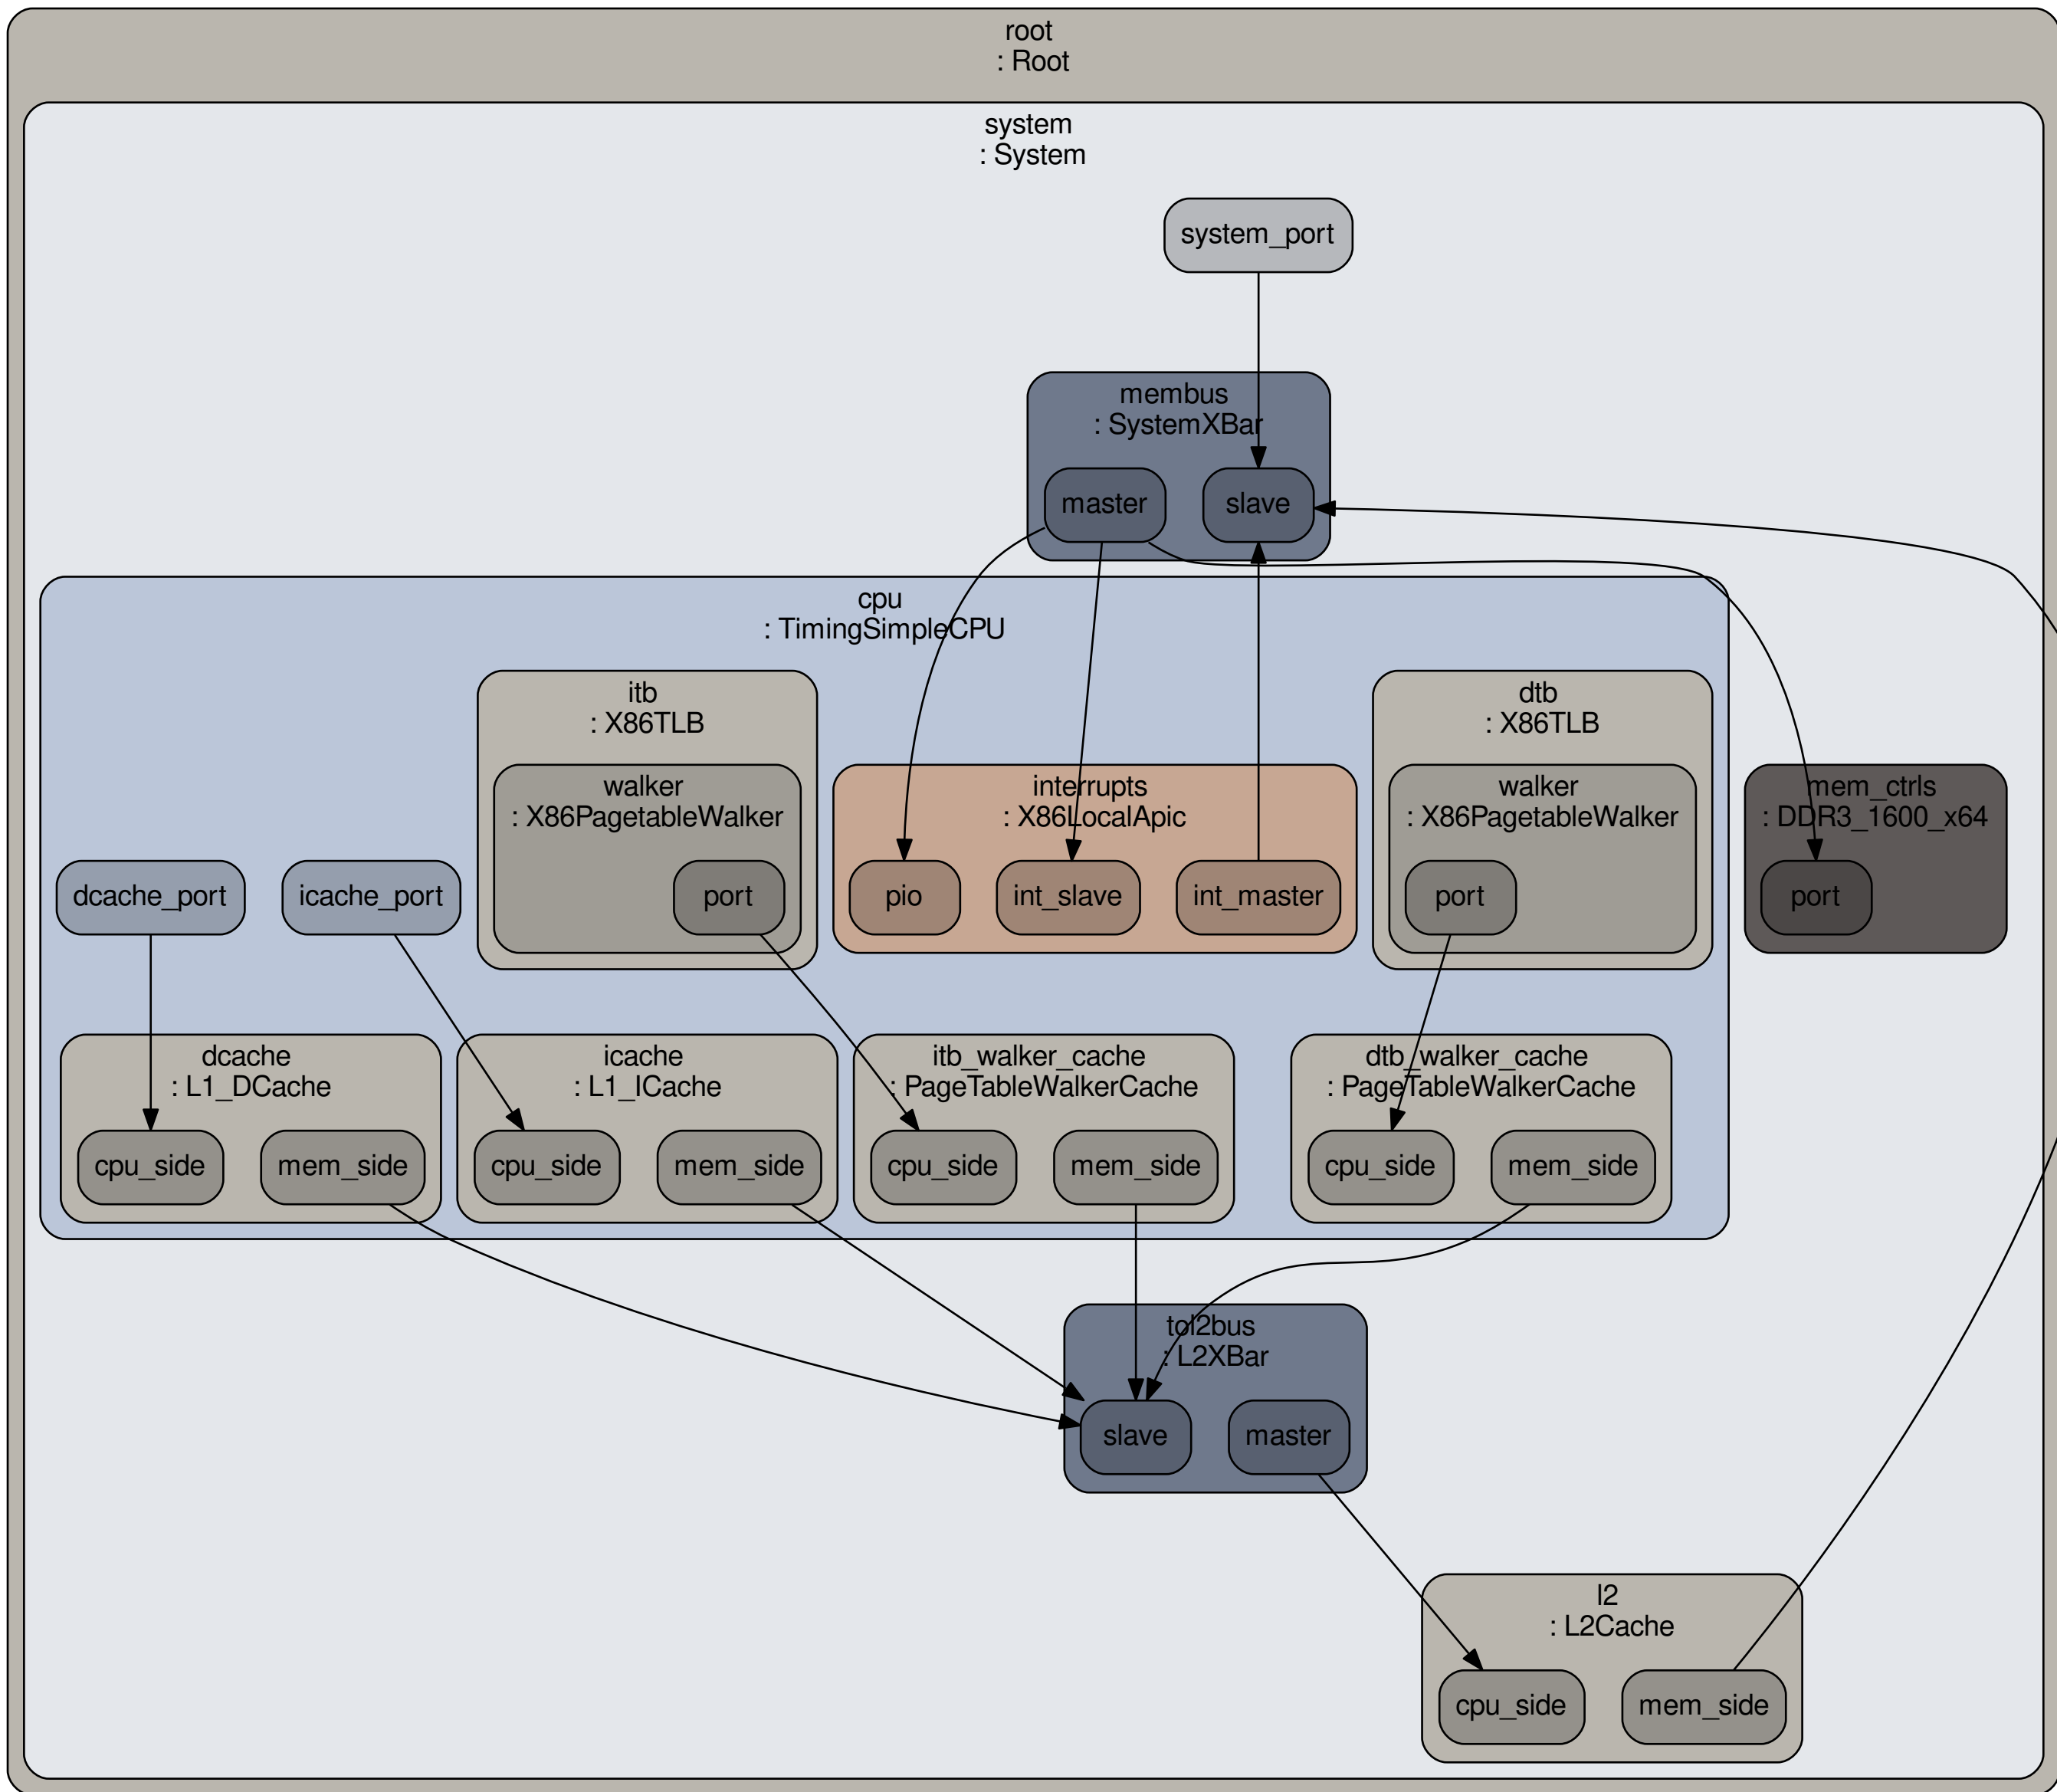 root
: Root
system
: System
system_port
membus
: SystemXBar
master
slave
cpu
: TimingSimpleCPU
itb
: X86TLB
walker
: X86PagetableWalker
port
interrupts
: X86LocalApic
pio
int_slave
int_master
dtb
: X86TLB
walker
: X86PagetableWalker
port
mem_ctrls
: DDR3_1600_x64
port
dcache_port
icache_port
dcache
: L1_DCache
cpu_side
mem_side
icache
: L1_ICache
cpu_side
mem_side
itb_walker_cache
: PageTableWalkerCache
cpu_side
mem_side
dtb_walker_cache
: PageTableWalkerCache
cpu_side
mem_side
tol2bus
: L2XBar
slave
master
l2
: L2Cache
cpu_side
mem_side